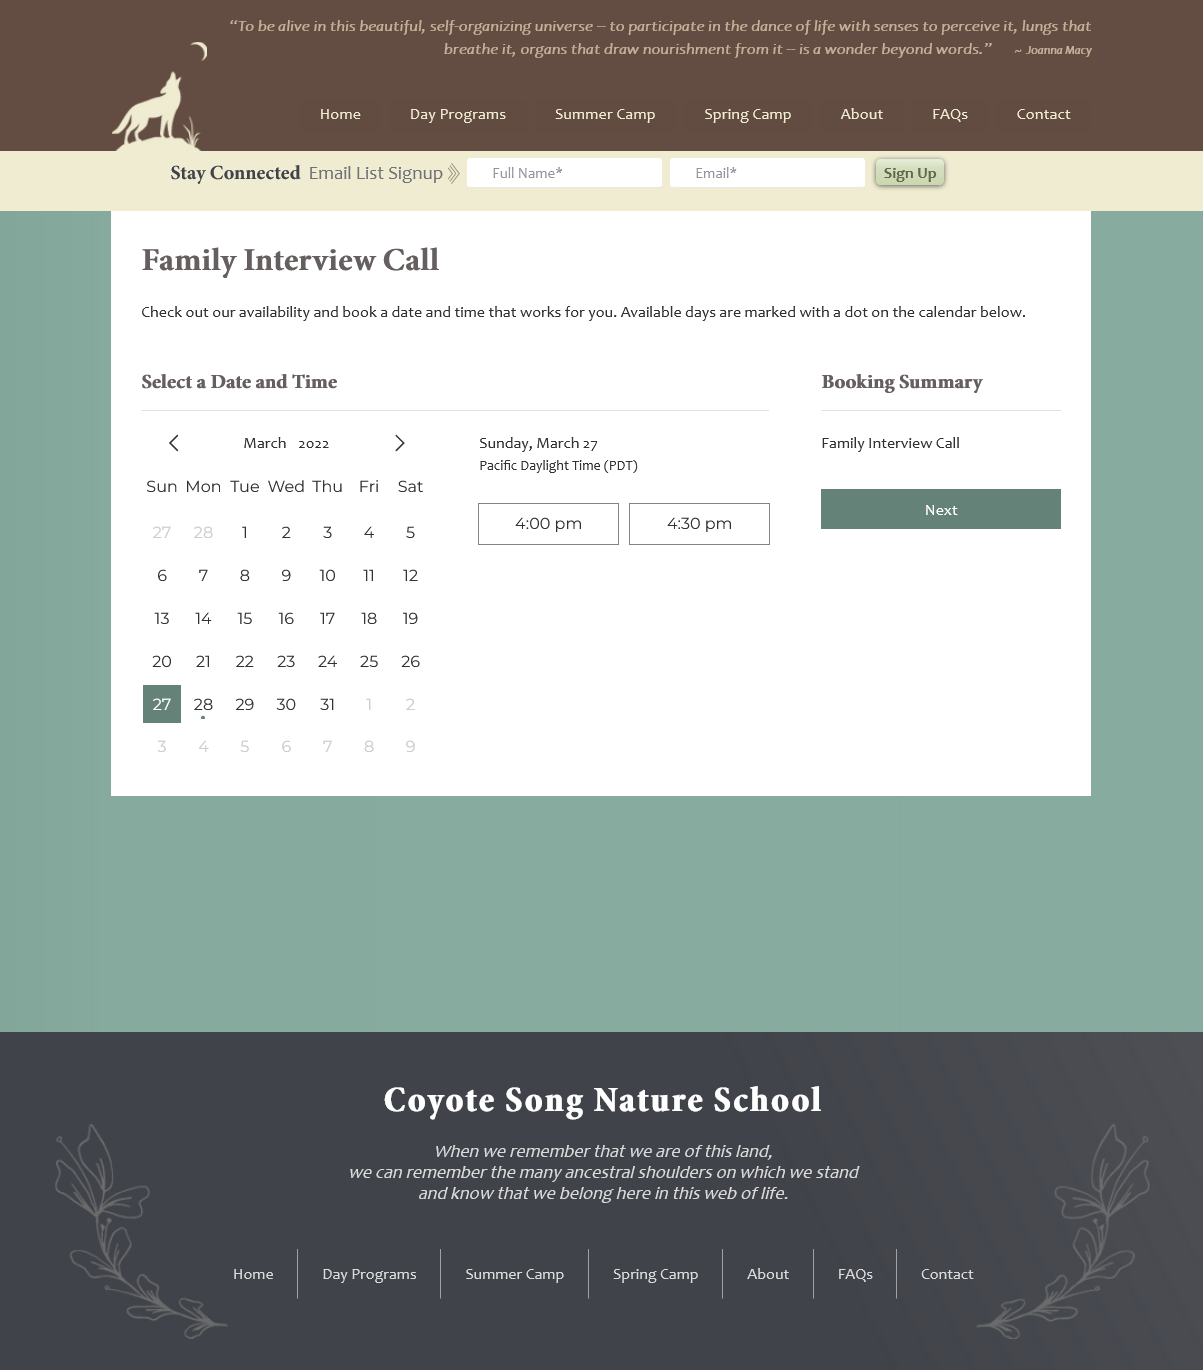 “To be alive in this beautiful, self-organizing universe – to participate in the dance of life with senses to perceive it, lungs that
breathe it, organs that draw nourishment from it – is a wonder beyond words.” ~ Joanna Macy
Home Day Programs Summer Camp Spring Camp About FAQs Contact
Stay Connected Email List Signup Full Name* Email* Sign Up
Family Interview Call
Check out our availability and book a date and time that works for you. Available days are marked with a dot on the calendar below.
Select a Date and Time
Booking Summary
March 2022
Sunday, March 27
Family Interview Call
Pacific Daylight Time (PDT)
Sun Mon Tue Wed Thu Fri Sat
4:00 pm 4:30 pm
Next
27 28 1 2 3 4 5
6 7 8 9 10 11 12
13 14 15 16 17 18 19
20 21 22 23 24 25 26
27 28 29 30 31 1 2
3 4 5 6 7 8 9
Coyote Song Nature School
When we remember that we are of this land,
we can remember the many ancestral shoulders on which we stand
and know that we belong here in this web of life.
Home Day Programs Summer Camp Spring Camp About FAQs Contact